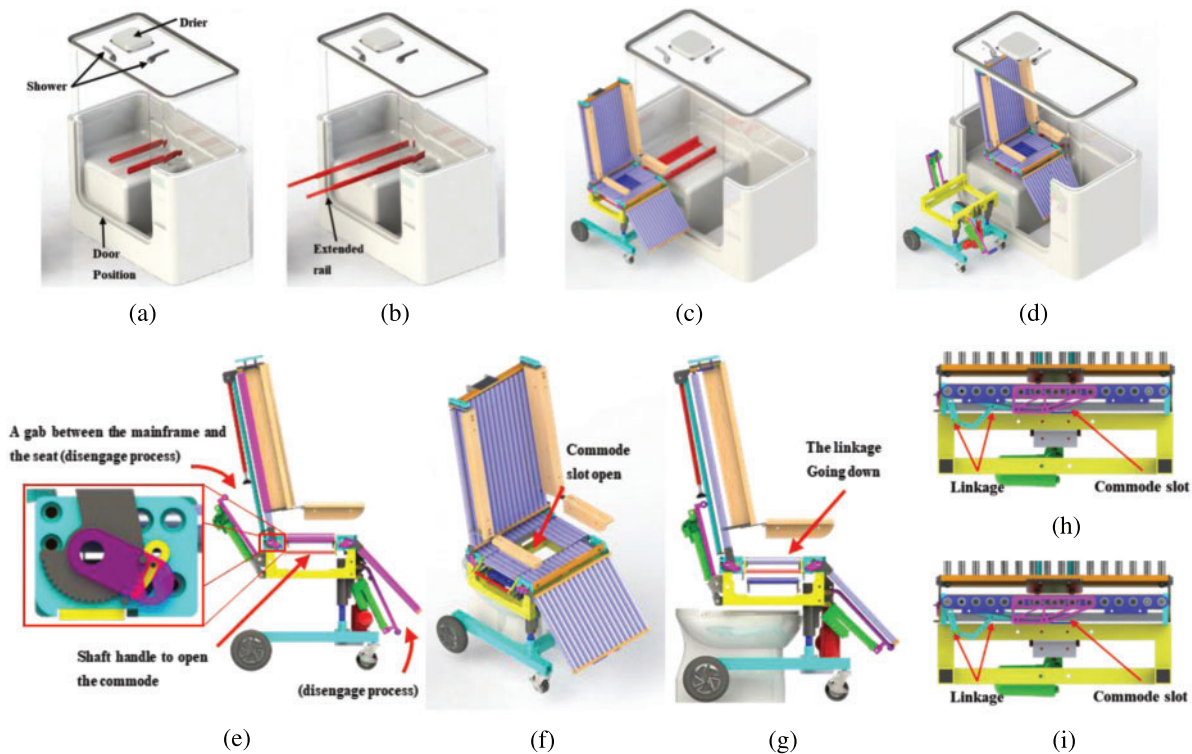 Drier
Shower
Door
Position
(a)
Extended
rail
(b)
(c)
(d)
A gab between the mainframe and
the seat (disengage process)
Shaft handle to open
the commode
(disengage process)
(e)
Commode
slot open
(f)
The linkage
Going down
(g)
Linkage
Commode slot
(h)
Linkage
Commode slot
(i)